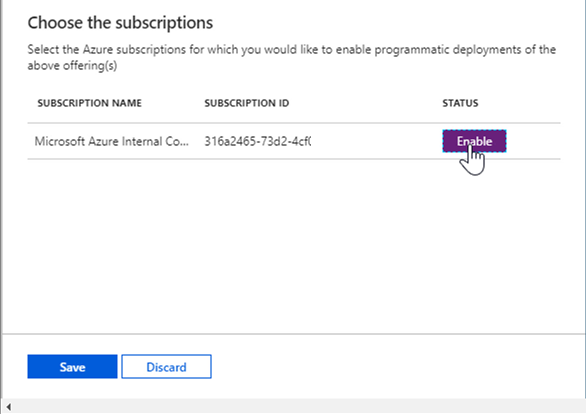 Choose the subscriptions
Select the Azure subscriptions for which you would like to enable programmatic deployments of the
above offering(s)
SUBSCRIPTION NAME SUBSCRIPTION ID STATUS
Microsoft Azure Internal Co... 316a2465-73d2-4cf0 Enable
Save Discard